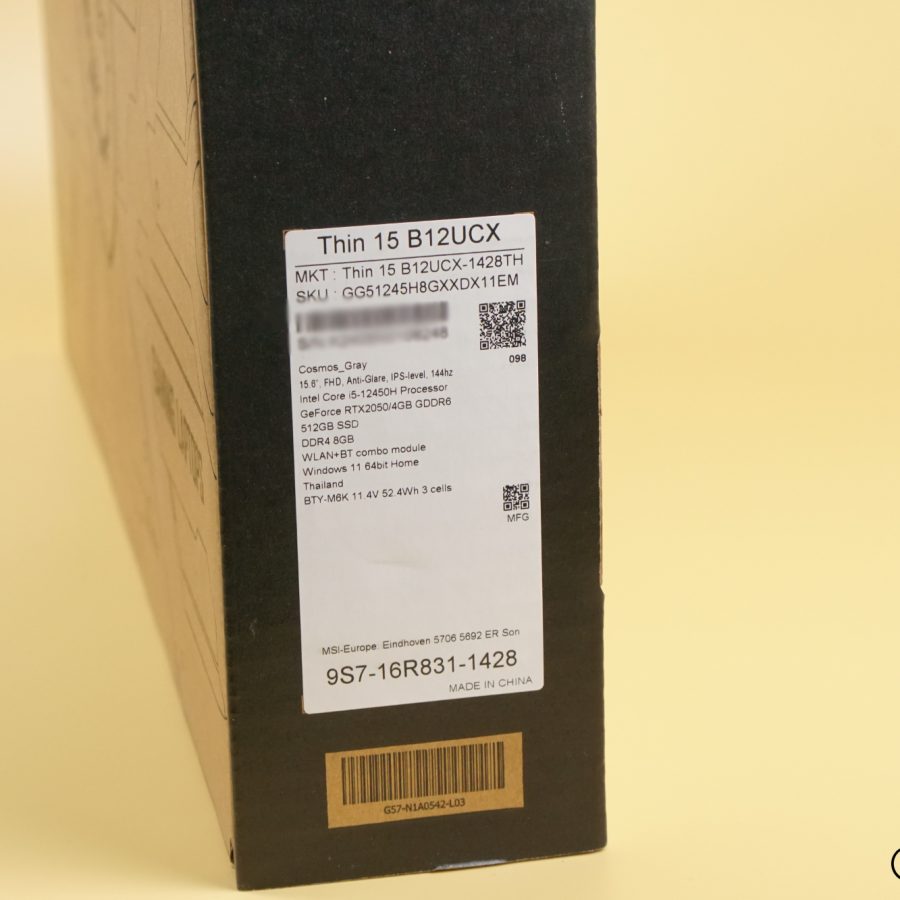 Thin 15 B12UCX
MKT : Thin 15 B12UCX-1428TH
SKU : GG51245H8GXXDX11EM
098
Cosmos_Gray
15.6", FHD, Anti-Glare, IPS-level, 144hz
Intel Core i5-12450H Processor
GeForce RTX2050/4GB GDDR6
512GB SSD
DDR4 8GB
WLAN+BT combo module
Windows 11 64bit Home
Thailand
BTY-M6K 11.4V 52.4Wh 3 cells
MFG
MSI-Europe: Eindhoven 5706 5692 ER Son
9S7-16R831-1428
MADE IN CHINA
G57-N1A0542-L03